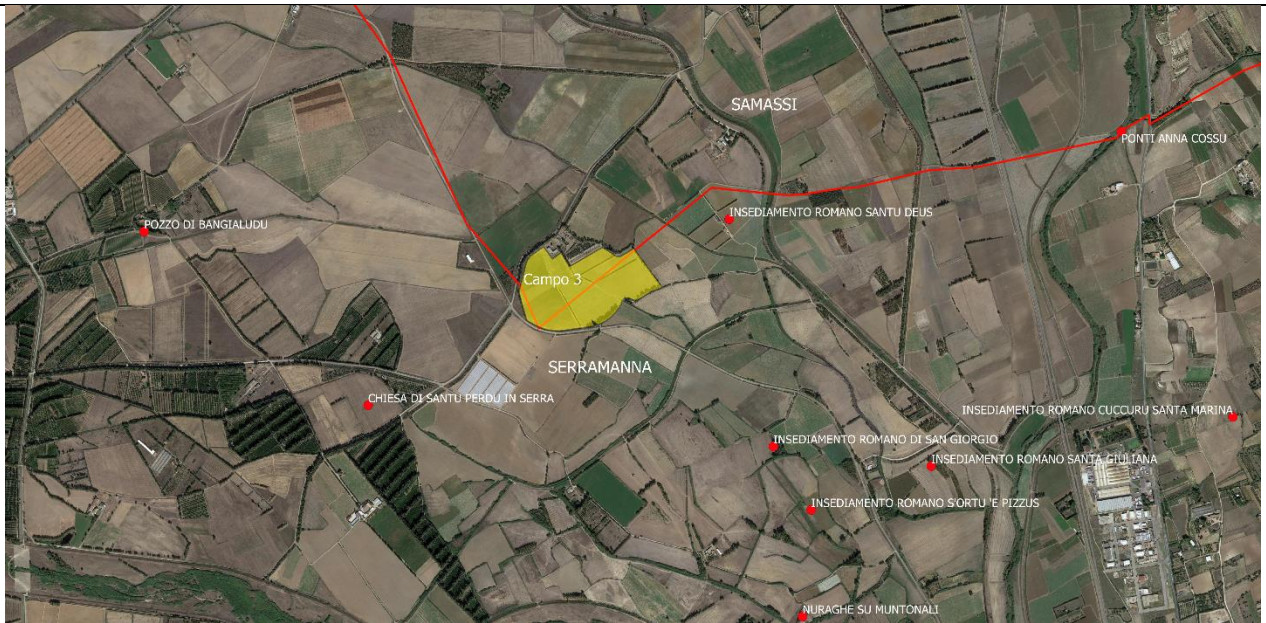 SAMASSI
PONTI ANNA COSSU
INSEDIAMENTO ROMANO SANTU DEUS
POZZO DI BANGIALUDU
Campo 3
SERRAMANNA
CHIESA DI SANTU PERDU IN SERRA
INSEDIAMENTO ROMANO CUCCURU SANTA MARINA
INSEDIAMENTO ROMANO DI SAN GIORGIO
INSEDIAMENTO ROMANO SANTA GIULIANA
INSEDIAMENTO ROMANO S'ORTU 'E PIZZUS
NURAGHE SU MUNTONALI